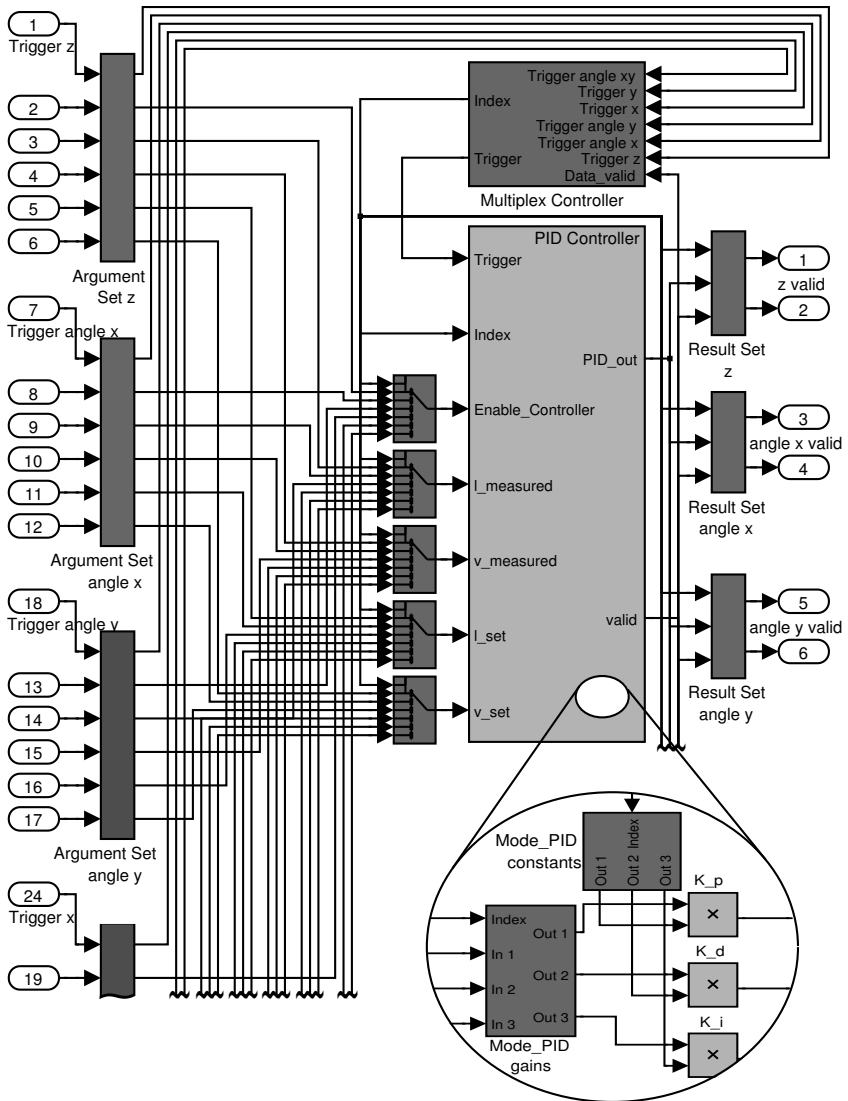 1
Trigger z
2
3
4
5
6
Argument
Set z
7
Trigger angle x
8
9
10
11
12
Argument Set
angle x
18
Trigger angle y
13
14
15
16
17
Argument Set
angle y
24
Trigger x
19
Index
Trigger
Trigger angle xy
Trigger y
Trigger x
Trigger angle y
Trigger angle x
Trigger z
Data_valid
Multiplex Controller
PID Controller
Trigger
Index
PID_out
Enable_Controller
I_measured
v_measured
valid
I_set
v_set
1
z valid
2
Result Set
z
3
angle x valid
4
Result Set
angle x
5
angle y valid
6
Result Set
angle y
Mode_PID
constants
Index
Out 1
Out 2
Out 3
K_p
×
K_d
×
K_i
×
Index
In 1
In 2
In 3
Out 1
Out 2
Out 3
Mode_PID
gains